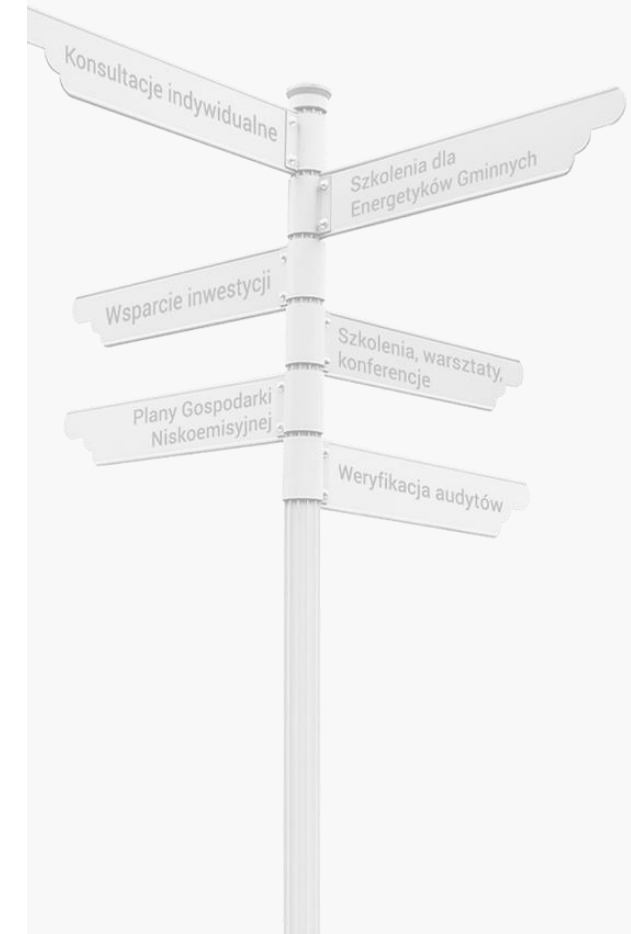 Konsultacje indywidualne
Szkolenia dla
Energetyków Gminnych
Wsparcie inwestycji
Szkolenia, warsztaty,
konferencje
Plany Gospodarki
Niskoemisyjnej
Weryfikacja audytów